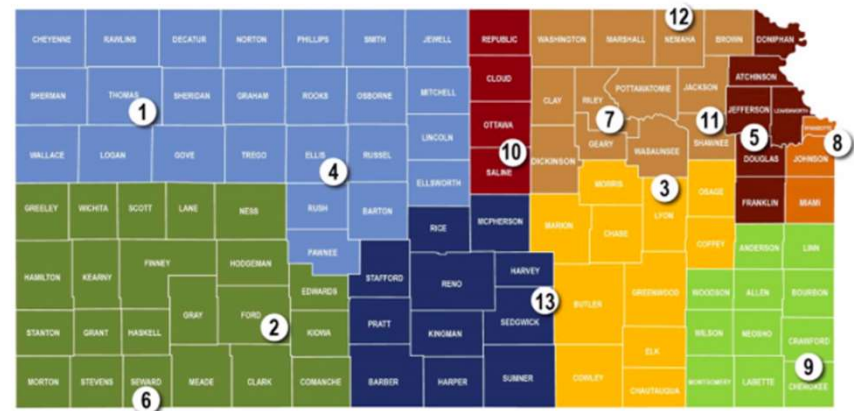 12
CHEYENNE RAWLINS DECATUR NORTON PHILLIPS SMITH JEWELL REPUBLIC WASHINGTON MARSHALL NEMAHA BROWN DONIPHAN
CLOUD ATCHINSON
SHERMAN THOMAS SHERIDAN GRAHAM ROOKS OSBORNE MITCHELL CLAY RILEY POTTAWATOMIE JACKSON
1
OTTAWA JEFFERSON
7 11 5 8
LINCOLN GEARY WABAUNSEE SHAWNEE
WALLACE LOGAN GOVE TREGO ELLIS RUSSEL DICKINSON DOUGLAS JOHNSON
4 10
ELLSWORTH SALINE MORRIS 3
GREELEY WICHITA SCOTT LANE NESS RUSH BARTON MCPHERSON MARION LYON OSAGE FRANKLIN MIAMI
RICE CHASE COFFEY ANDERSON LINN
PAWNEE
HAMILTON KEARNY FINNEY HODGEMAN STAFFORD RENO HARVEY
EDWARDS BUTLER GREENWOOD WOODSON ALLEN BOURBON
13
GRAY FORD 2 SEDGWICK
STANTON GRANT HASKELL KIOWA PRATT KINGMAN WILSON NEOSHO CRAWFORD
ELK 9
MORTON STEVENS SEWARD MEADE CLARK COMANCHE BARBER HARPER SUMNER COWLEY CHAUTAUQUA MONTGOMERY LABETTE CHEROKEE
6